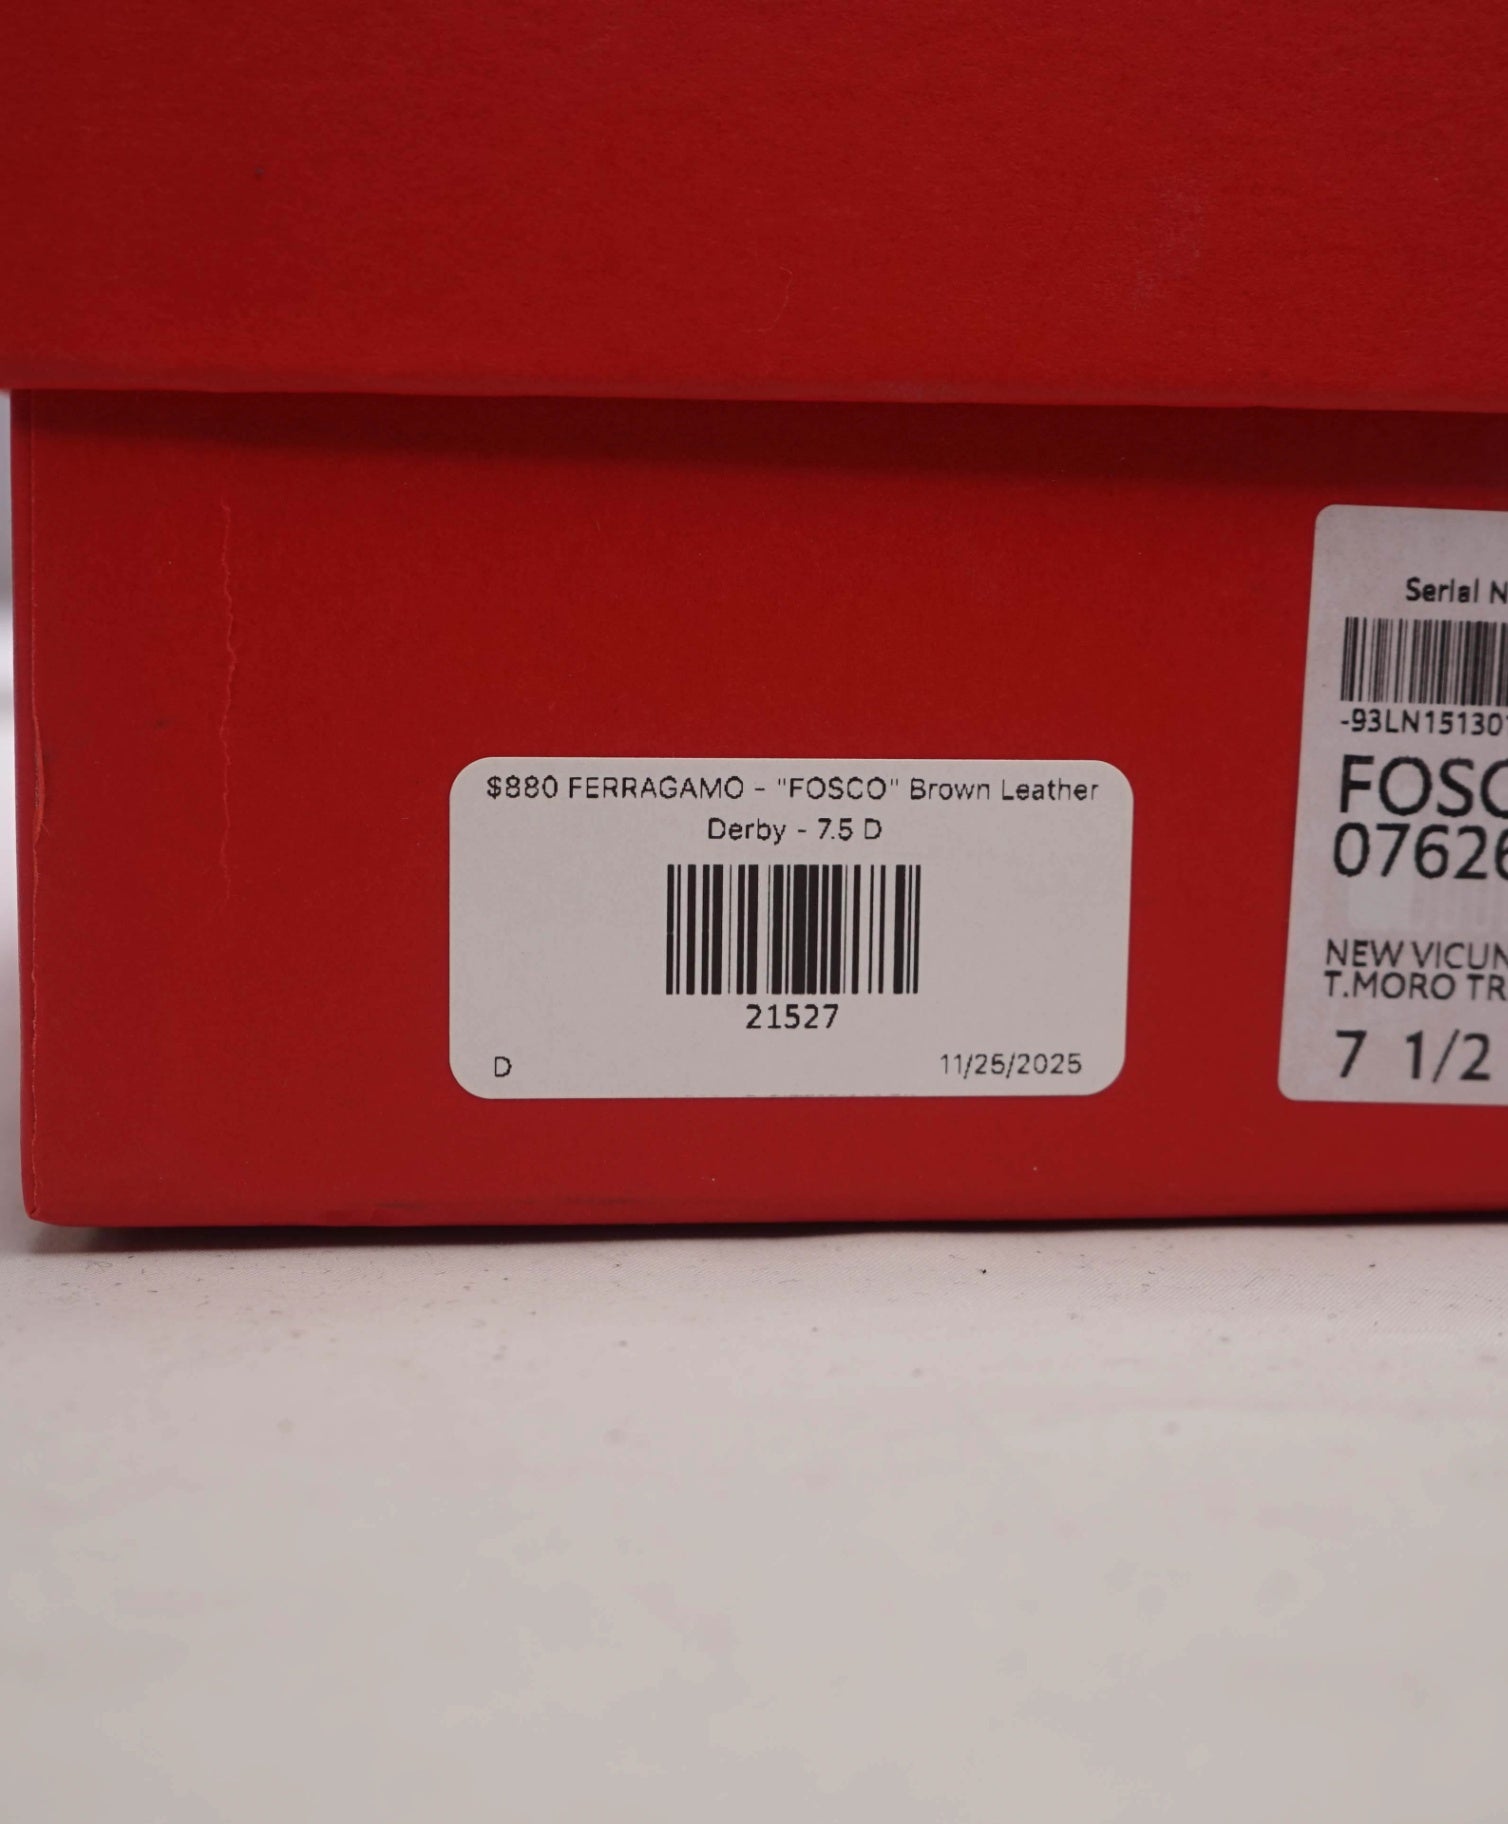 $880 FERRAGAMO - "FOSCO" Brown Leather
Derby - 7.5 D
21527
D 11/25/2025
Serial N
-93LN15130
FOSC
07626
NEW VICUN
T.MORO TR
7 1/2